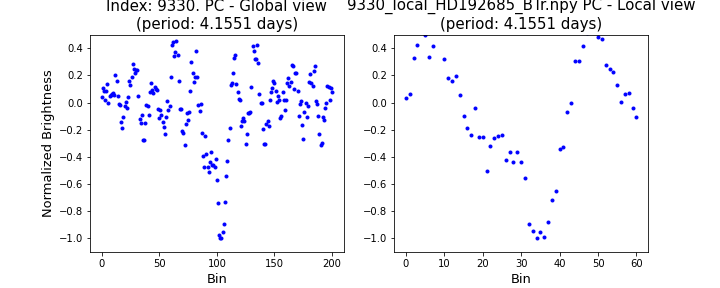 Index: 9330. PC - Global view
(period: 4.1551 days)
9330_local_HD192685_BTr.npy PC - Local view
(period: 4.1551 days)
Normalized Brightness
0.4
0.2
0.0
−0.2
−0.4
−0.6
−0.8
−1.0
0 50 100 150 200
Bin
0.4
0.2
0.0
−0.2
−0.4
−0.6
−0.8
−1.0
0 10 20 30 40 50 60
Bin